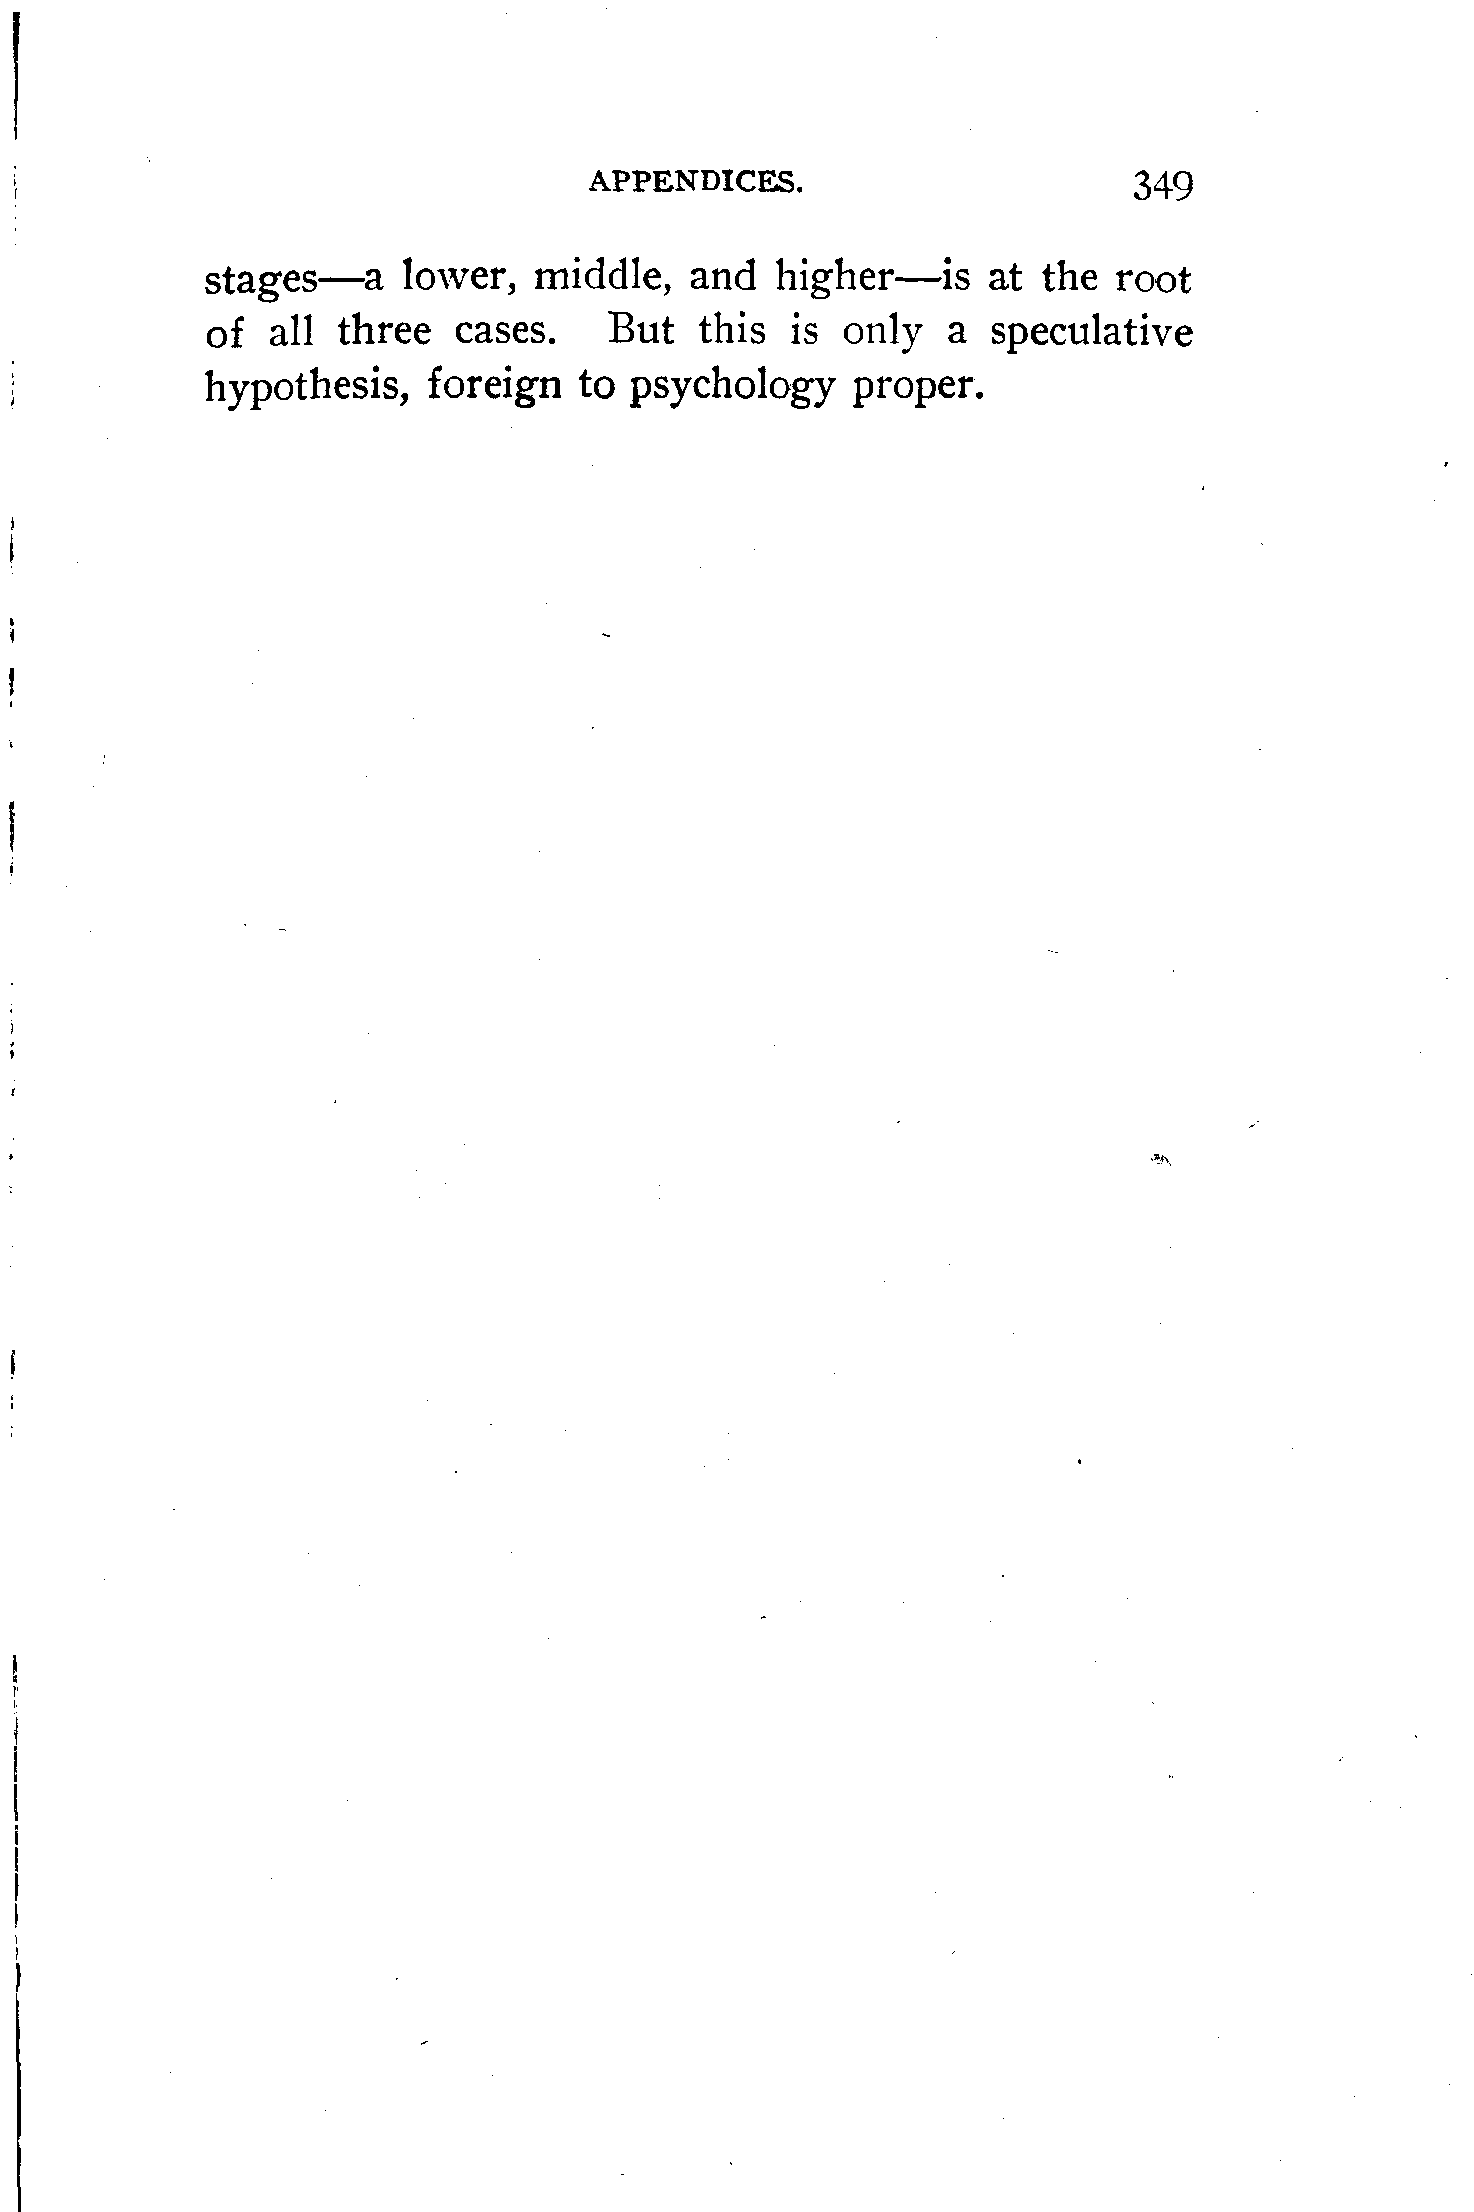 APPENDICES. 349
stages—a lower, middle, and higher—is at the root
of all three cases. But this is only a speculative
hypothesis, foreign to psychology proper.